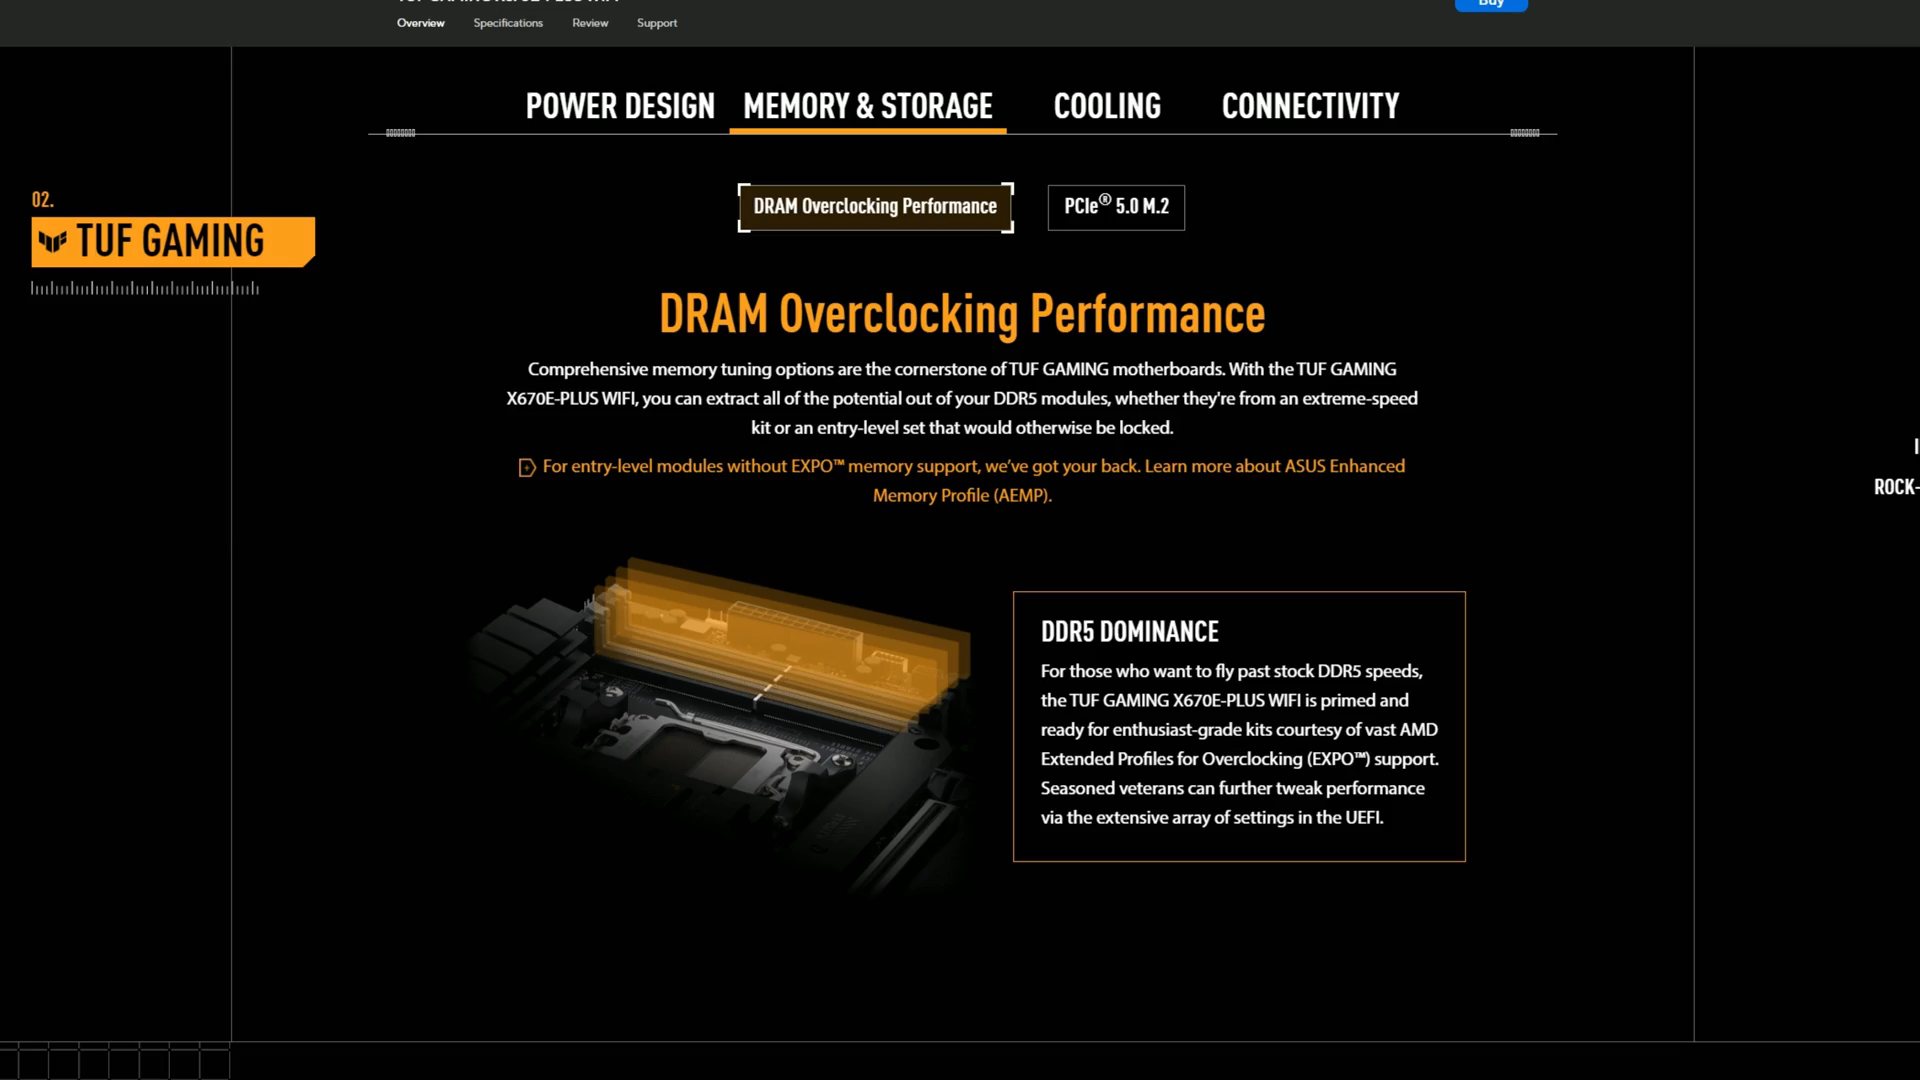 Buy
Overview Specifications Review Support
POWER DESIGN MEMORY & STORAGE COOLING CONNECTIVITY
02.
TUF GAMING
DRAM Overclocking Performance PCIe® 5.0 M.2
DRAM Overclocking Performance
Comprehensive memory tuning options are the cornerstone of TUF GAMING motherboards. With the TUF GAMING
X670E-PLUS WIFI, you can extract all of the potential out of your DDR5 modules, whether they're from an extreme-speed
kit or an entry-level set that would otherwise be locked.
For entry-level modules without EXPO™ memory support, we’ve got your back. Learn more about ASUS Enhanced
Memory Profile (AEMP).
ROCK-
DDR5 DOMINANCE
For those who want to fly past stock DDR5 speeds,
the TUF GAMING X670E-PLUS WIFI is primed and
ready for enthusiast-grade kits courtesy of vast AMD
Extended Profiles for Overclocking (EXPO™) support.
Seasoned veterans can further tweak performance
via the extensive array of settings in the UEFI.